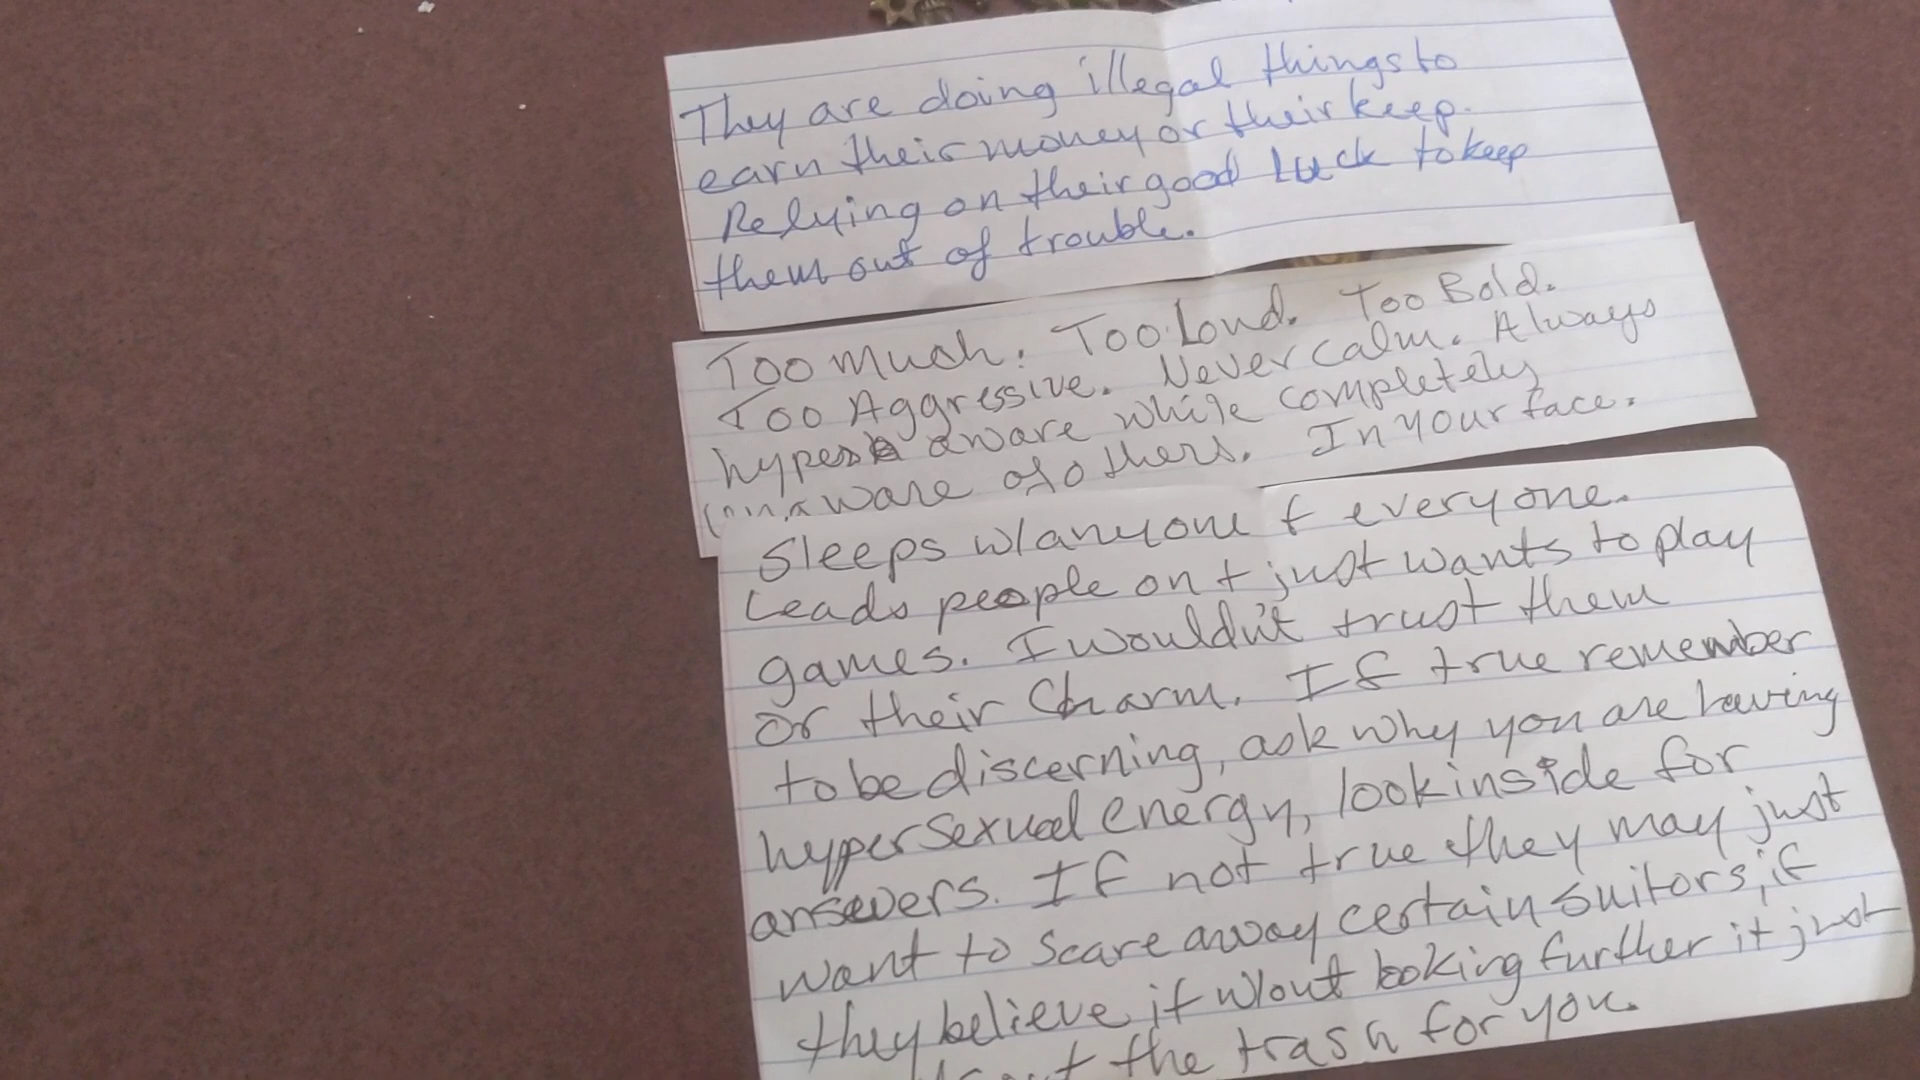 They are doing illegal things to
earn their money or their keep.
Relying on their good luck to keep
them out of trouble.
Too much. Too Loud. Too Bold.
Too Aggressive. Never calm. Always
hyper aware while completely
unaware of others. In your face.
Sleeps w/anyone & everyone.
Leads people on + just wants to play
games. I wouldn't trust them
or their Charm. If true remember
to be discerning, ask why you are having
hypersexual energy, look inside for
answers. If not true they may just
want to scare away certain suitors, if
they believe it w/out looking further it just
the trash for you.